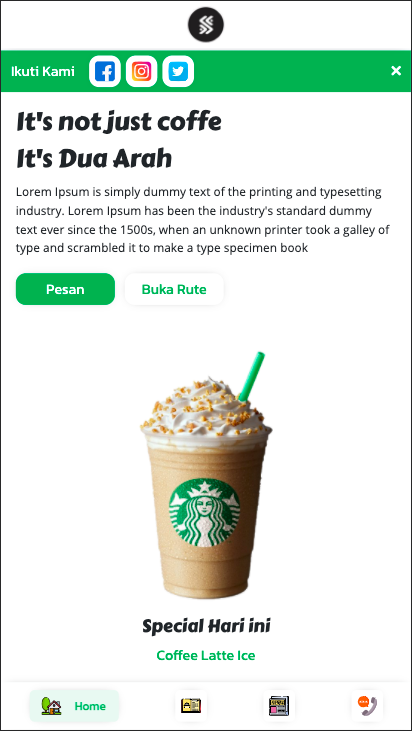 Ikuti Kami
It's not just coffe
It's Dua Arah
Lorem Ipsum is simply dummy text of the printing and typesetting
industry. Lorem Ipsum has been the industry's standard dummy
text ever since the 1500s, when an unknown printer took a galley of
type and scrambled it to make a type specimen book
Pesan
Buka Rute
Special Hari ini
Coffee Latte Ice
Home